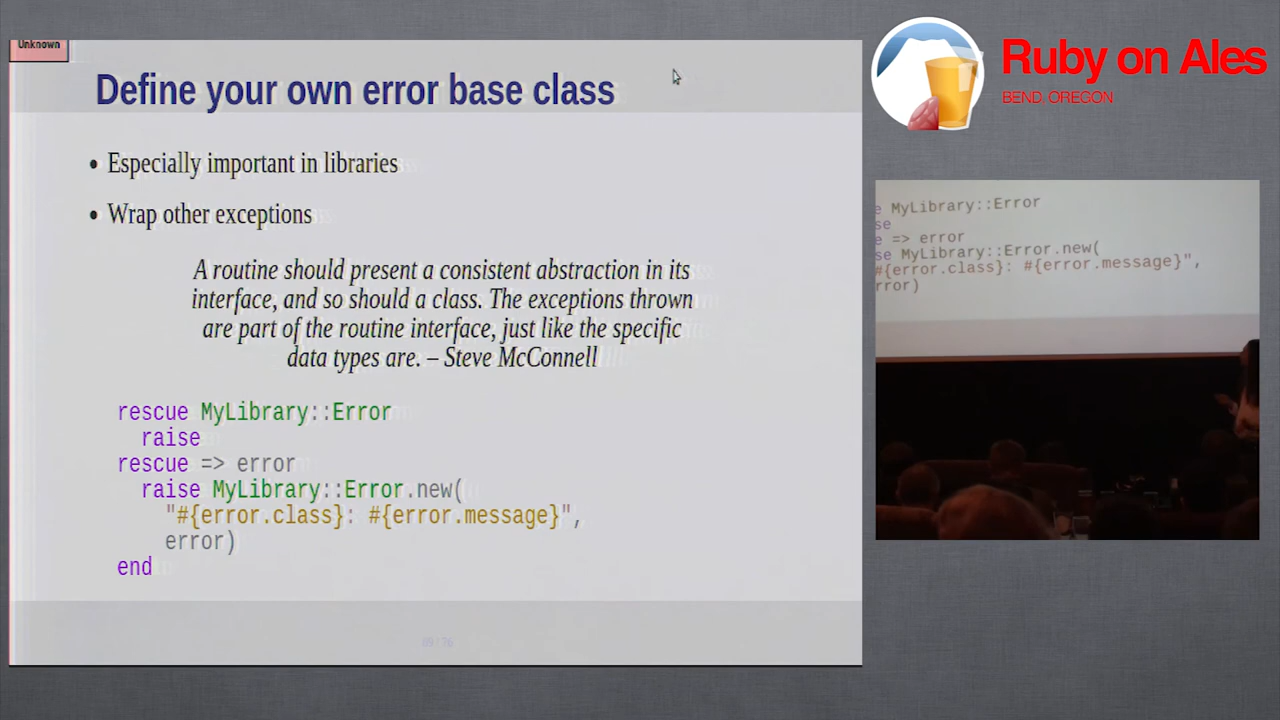 Unknown
Define your own error base class
• Especially important in libraries
• Wrap other exceptions
A routine should present a consistent abstraction in its
interface, and so should a class. The exceptions thrown
are part of the routine interface, just like the specific
data types are. – Steve McConnell
rescue MyLibrary::Error
  raise
rescue => error
  raise MyLibrary::Error.new(
    "#{error.class}: #{error.message}",
    error)
end
Ruby on Ales
BEND, OREGON
e MyLibrary::Error
se
e => error
se MyLibrary::Error.new(
#{error.class}: #{error.message}",
rror)